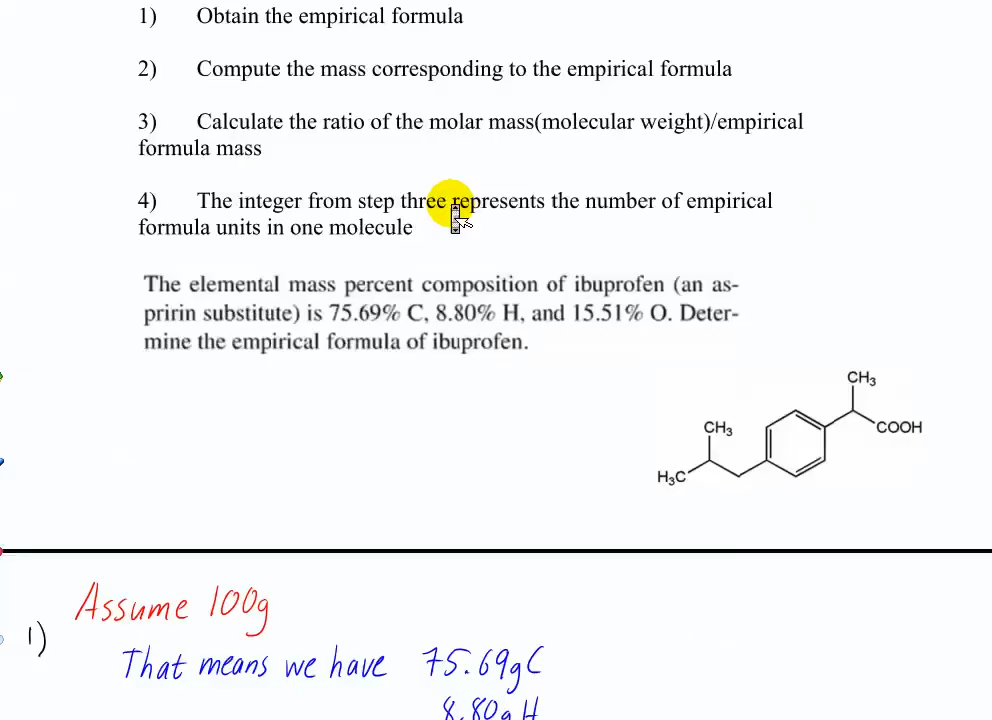 1) Obtain the empirical formula
2) Compute the mass corresponding to the empirical formula
3) Calculate the ratio of the molar mass(molecular weight)/empirical
formula mass
4) The integer from step three represents the number of empirical
formula units in one molecule
The elemental mass percent composition of ibuprofen (an as-
pririn substitute) is 75.69% C, 8.80% H, and 15.51% O. Deter-
mine the empirical formula of ibuprofen.
CH₃
CH₃
COOH
H₃C
Assume 100g
1)
That means we have 75.69gC
8.80g H